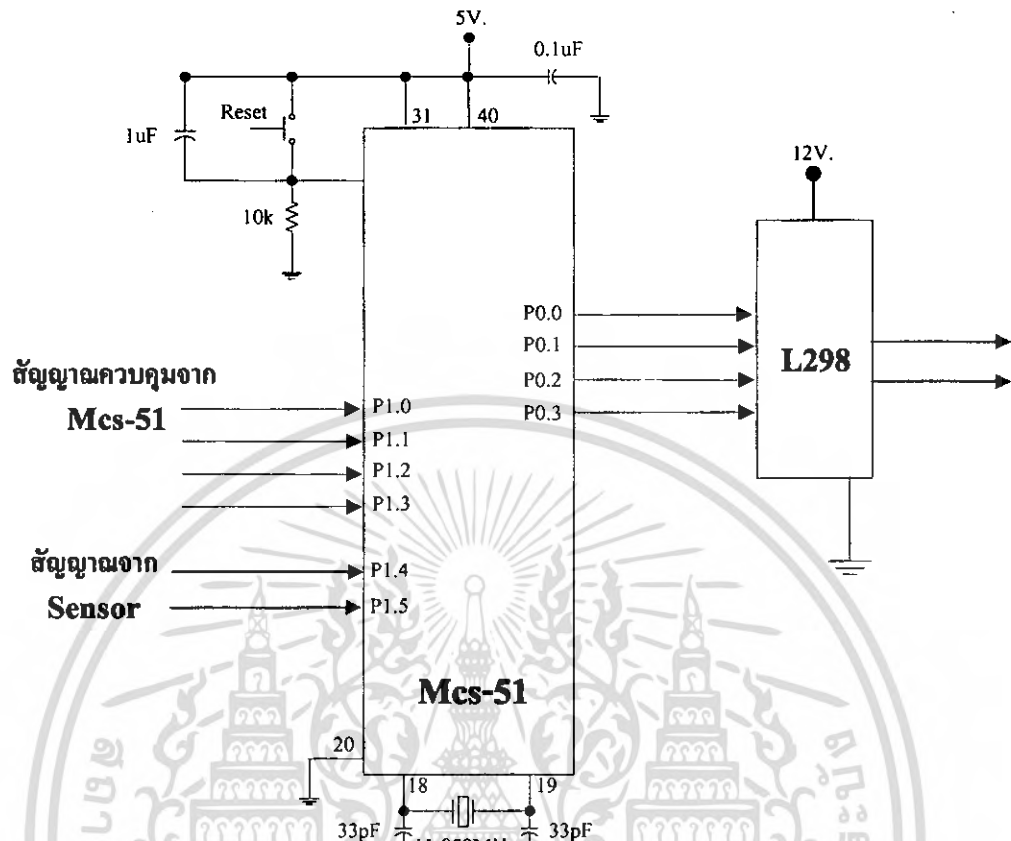 5V.
0.1uF
31 40
Reset
1uF
12V.
10k
P0.0
P0.1
P0.2
P0.3
L298
สัญญาณควบคุมจาก
Mcs-51
P1.0
P1.1
P1.2
P1.3
สัญญาณจาก
Sensor
P1.4
P1.5
Mcs-51
20
18 19
33pF 33pF